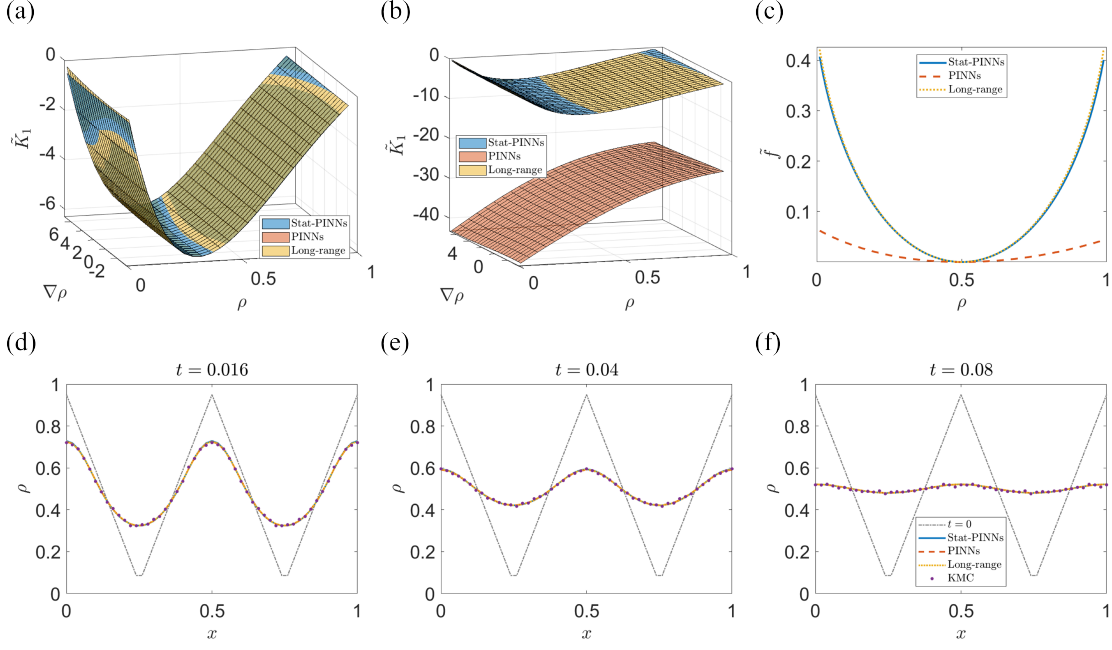 (a)
0
-2
-4
-6
K̃₁
6
4
2
0
-2
∇ρ
0
0.5
1
ρ
Stat-PINNs
PINNs
Long-range
(b)
0
-10
-20
-30
-40
K̃₁
4
0
∇ρ
0
0.5
1
ρ
Stat-PINNs
PINNs
Long-range
(c)
0.4
0.3
0.2
0.1
f̃
0
0.5
1
ρ
Stat-PINNs
PINNs
Long-range
(d)
t = 0.016
1
0.8
0.6
0.4
0.2
0
ρ
0
0.5
1
x
(e)
t = 0.04
1
0.8
0.6
0.4
0.2
0
ρ
0
0.5
1
x
(f)
t = 0.08
1
0.8
0.6
0.4
0.2
0
ρ
t = 0
Stat-PINNs
PINNs
Long-range
KMC
0
0.5
1
x